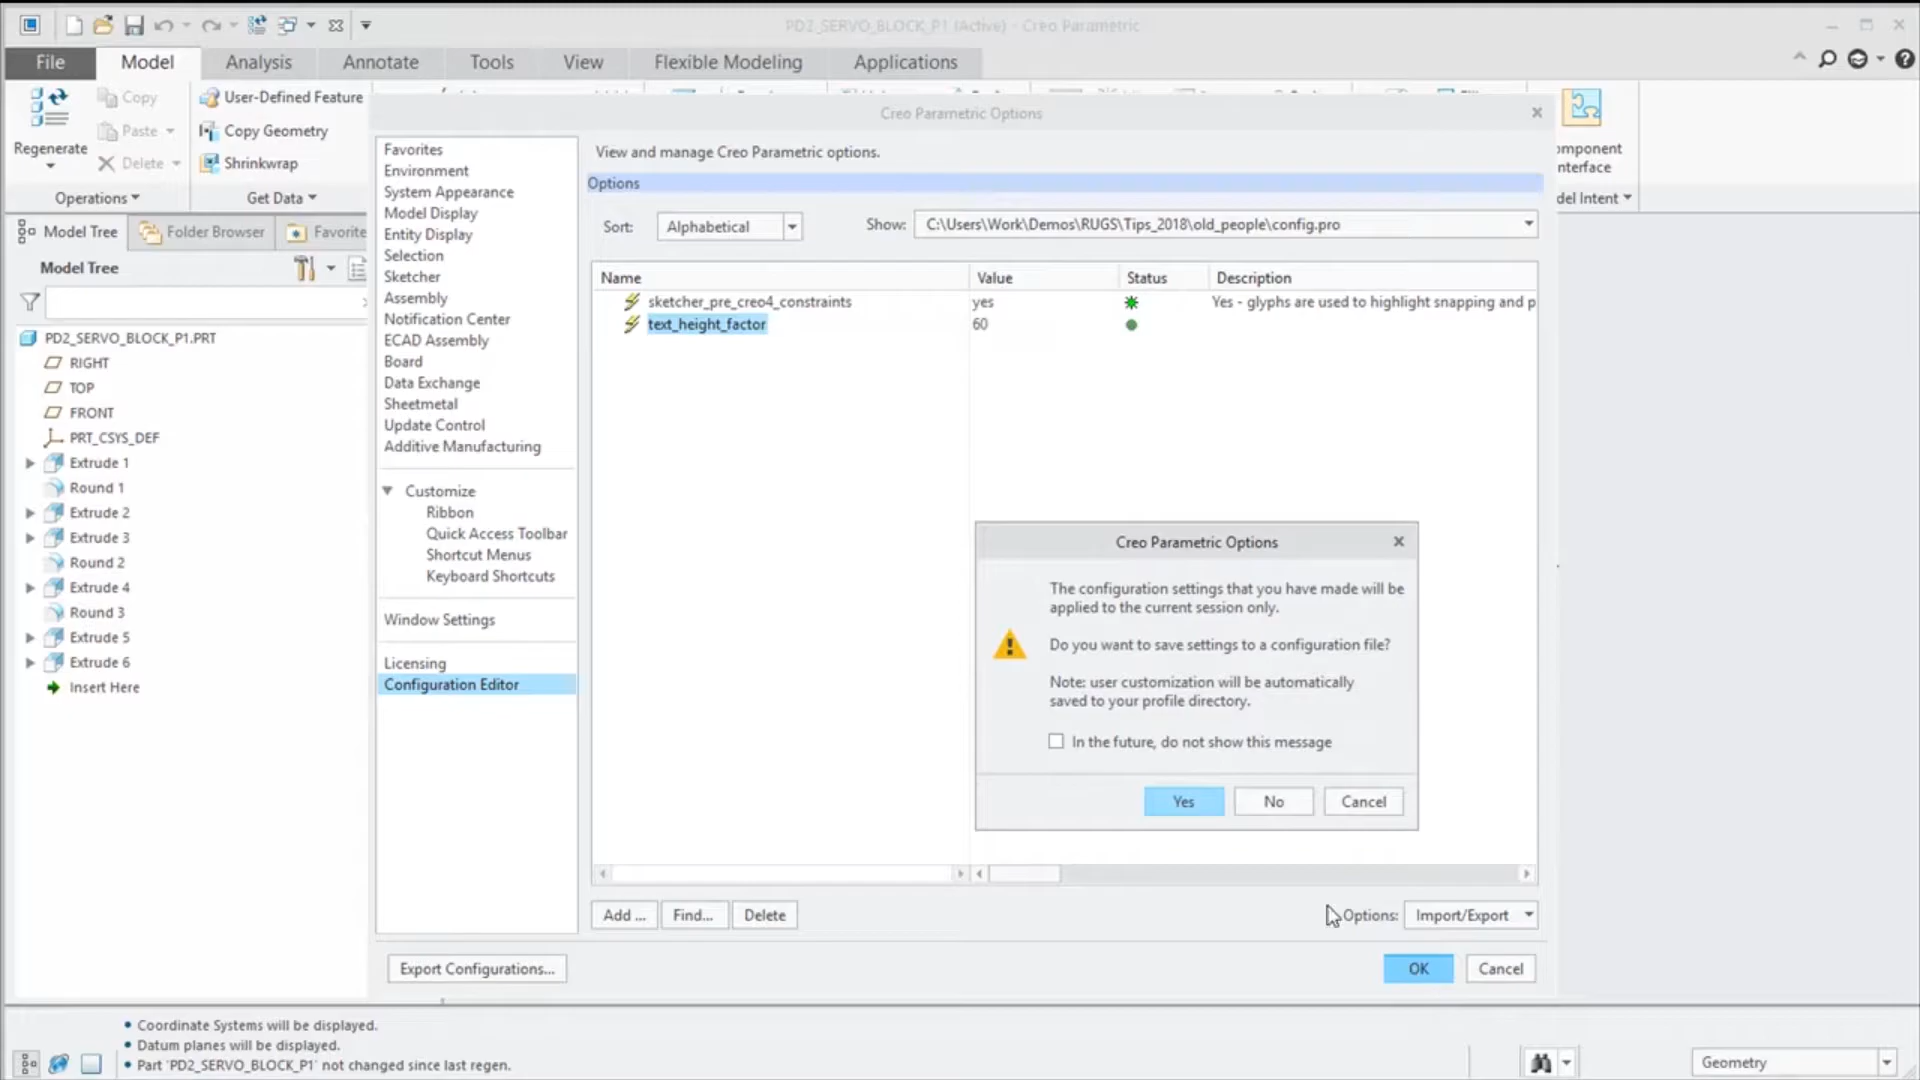 PD2_SERVO_BLOCK_P1 (Active) - Creo Parametric
File Model Analysis Annotate Tools View Flexible Modeling Applications
Regenerate
Copy
Paste
Delete
User-Defined Feature
Copy Geometry
Shrinkwrap
Operations
Get Data
Model Tree Folder Browser Favorite
Model Tree
PD2_SERVO_BLOCK_P1.PRT
RIGHT
TOP
FRONT
PRT_CSYS_DEF
Extrude 1
Round 1
Extrude 2
Extrude 3
Round 2
Extrude 4
Round 3
Extrude 5
Extrude 6
Insert Here
Creo Parametric Options
Favorites
Environment
System Appearance
Model Display
Entity Display
Selection
Sketcher
Assembly
Notification Center
ECAD Assembly
Board
Data Exchange
Sheetmetal
Update Control
Additive Manufacturing
Customize
Ribbon
Quick Access Toolbar
Shortcut Menus
Keyboard Shortcuts
Window Settings
Licensing
Configuration Editor
View and manage Creo Parametric options.
Options
Sort: Alphabetical Show: C:\Users\Work\Demos\RUGS\Tips_2018\old_people\config.pro
Name Value Status Description
sketcher_pre_creo4_constraints yes Yes - glyphs are used to highlight snapping and p
text_height_factor 60
Creo Parametric Options
The configuration settings that you have made will be
applied to the current session only.
Do you want to save settings to a configuration file?
Note: user customization will be automatically
saved to your profile directory.
In the future, do not show this message
Yes No Cancel
Add ... Find... Delete Options: Import/Export
Export Configurations... OK Cancel
omponent
nterface
del Intent
Coordinate Systems will be displayed.
Datum planes will be displayed.
Part 'PD2_SERVO_BLOCK_P1' not changed since last regen.
Geometry